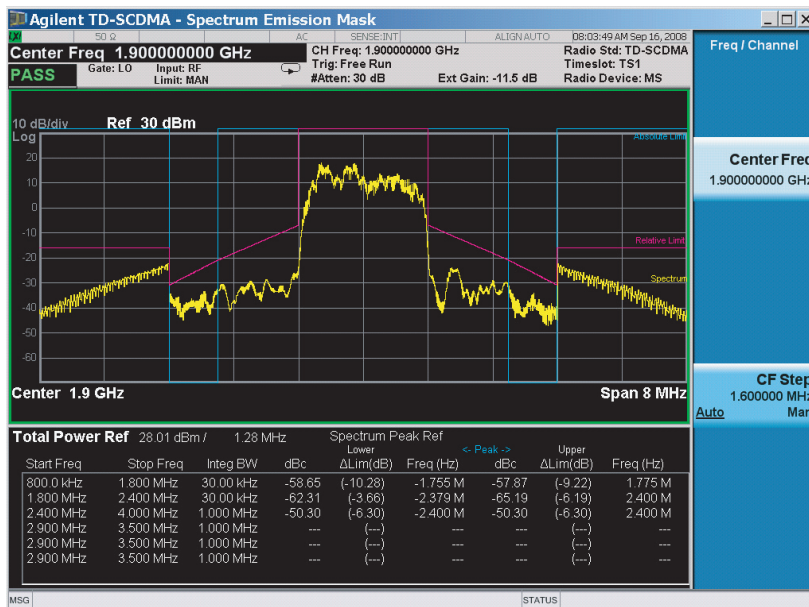 Agilent TD-SCDMA - Spectrum Emission Mask
50 Ω AC SENSE:INT ALIGN AUTO 08:03:49 AM Sep 16, 2008
Center Freq 1.900000000 GHz
CH Freq: 1.900000000 GHz
Radio Std: TD-SCDMA
PASS
Gate: LO
Input: RF
Trig: Free Run
Timeslot: TS1
Limit: MAN
#Atten: 30 dB
Ext Gain: -11.5 dB
Radio Device: MS
Freq / Channel
Center Freq
1.900000000 GHz
CF Step
1.600000 MHz
Auto Man
10 dB/div Ref 30 dBm
Log
Absolute Limit
20
10
0
-10
Relative Limit
-20
-30
Spectrum
-40
-50
-60
Center 1.9 GHz Span 8 MHz
Total Power Ref 28.01 dBm / 1.28 MHz Spectrum Peak Ref
Lower <- Peak -> Upper
Start Freq Stop Freq Integ BW dBc ΔLim(dB) Freq (Hz) dBc ΔLim(dB) Freq (Hz)
800.0 kHz 1.800 MHz 30.00 kHz -58.65 (-10.28) -1.755 M -57.87 (-9.22) 1.775 M
1.800 MHz 2.400 MHz 30.00 kHz -62.31 (-3.66) -2.379 M -65.19 (-6.19) 2.400 M
2.400 MHz 4.000 MHz 1.000 MHz -50.30 (-6.30) -2.400 M -50.30 (-6.30) 2.400 M
2.900 MHz 3.500 MHz 1.000 MHz --- (---) --- --- (---) ---
2.900 MHz 3.500 MHz 1.000 MHz --- (---) --- --- (---) ---
2.900 MHz 3.500 MHz 1.000 MHz --- (---) --- --- (---) ---
MSG STATUS